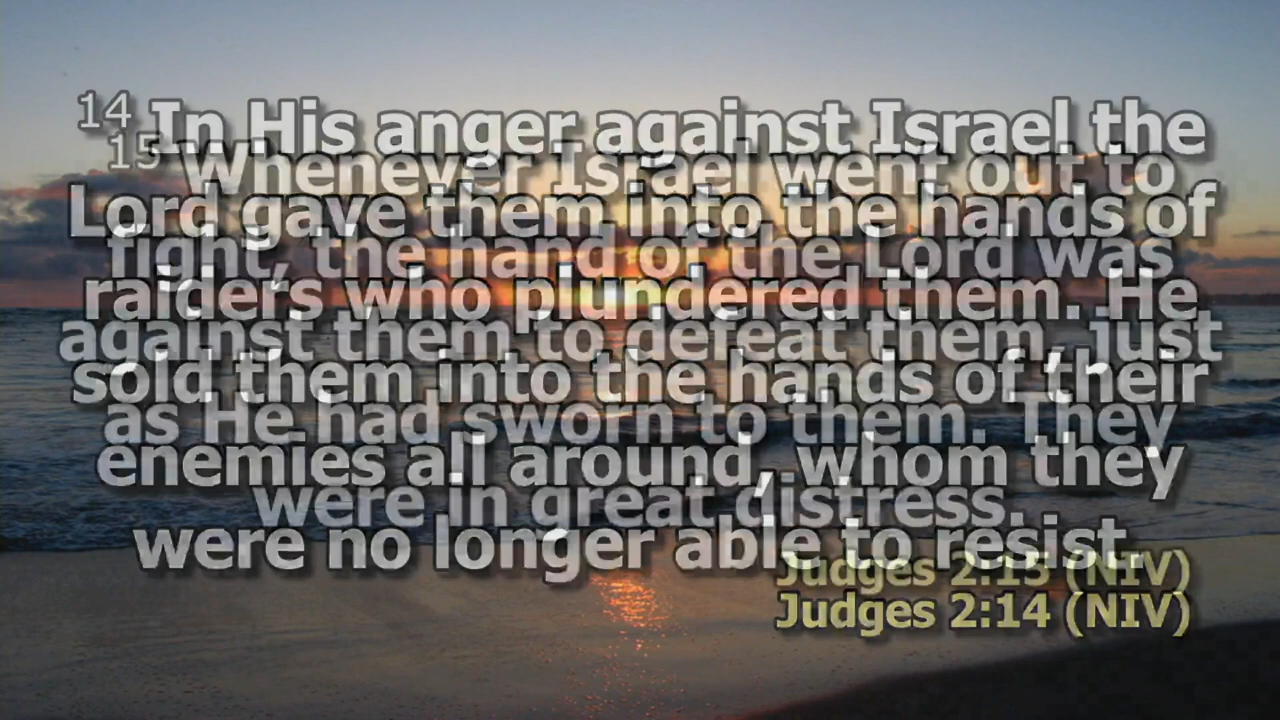 14 In His anger against Israel the
Lord gave them into the hands of
raiders who plundered them. He
sold them into the hands of their
enemies all around, whom they
were no longer able to resist.
Judges 2:14 (NIV)
15 Whenever Israel went out to
fight, the hand of the Lord was
against them to defeat them, just
as He had sworn to them. They
were in great distress.
Judges 2:15 (NIV)